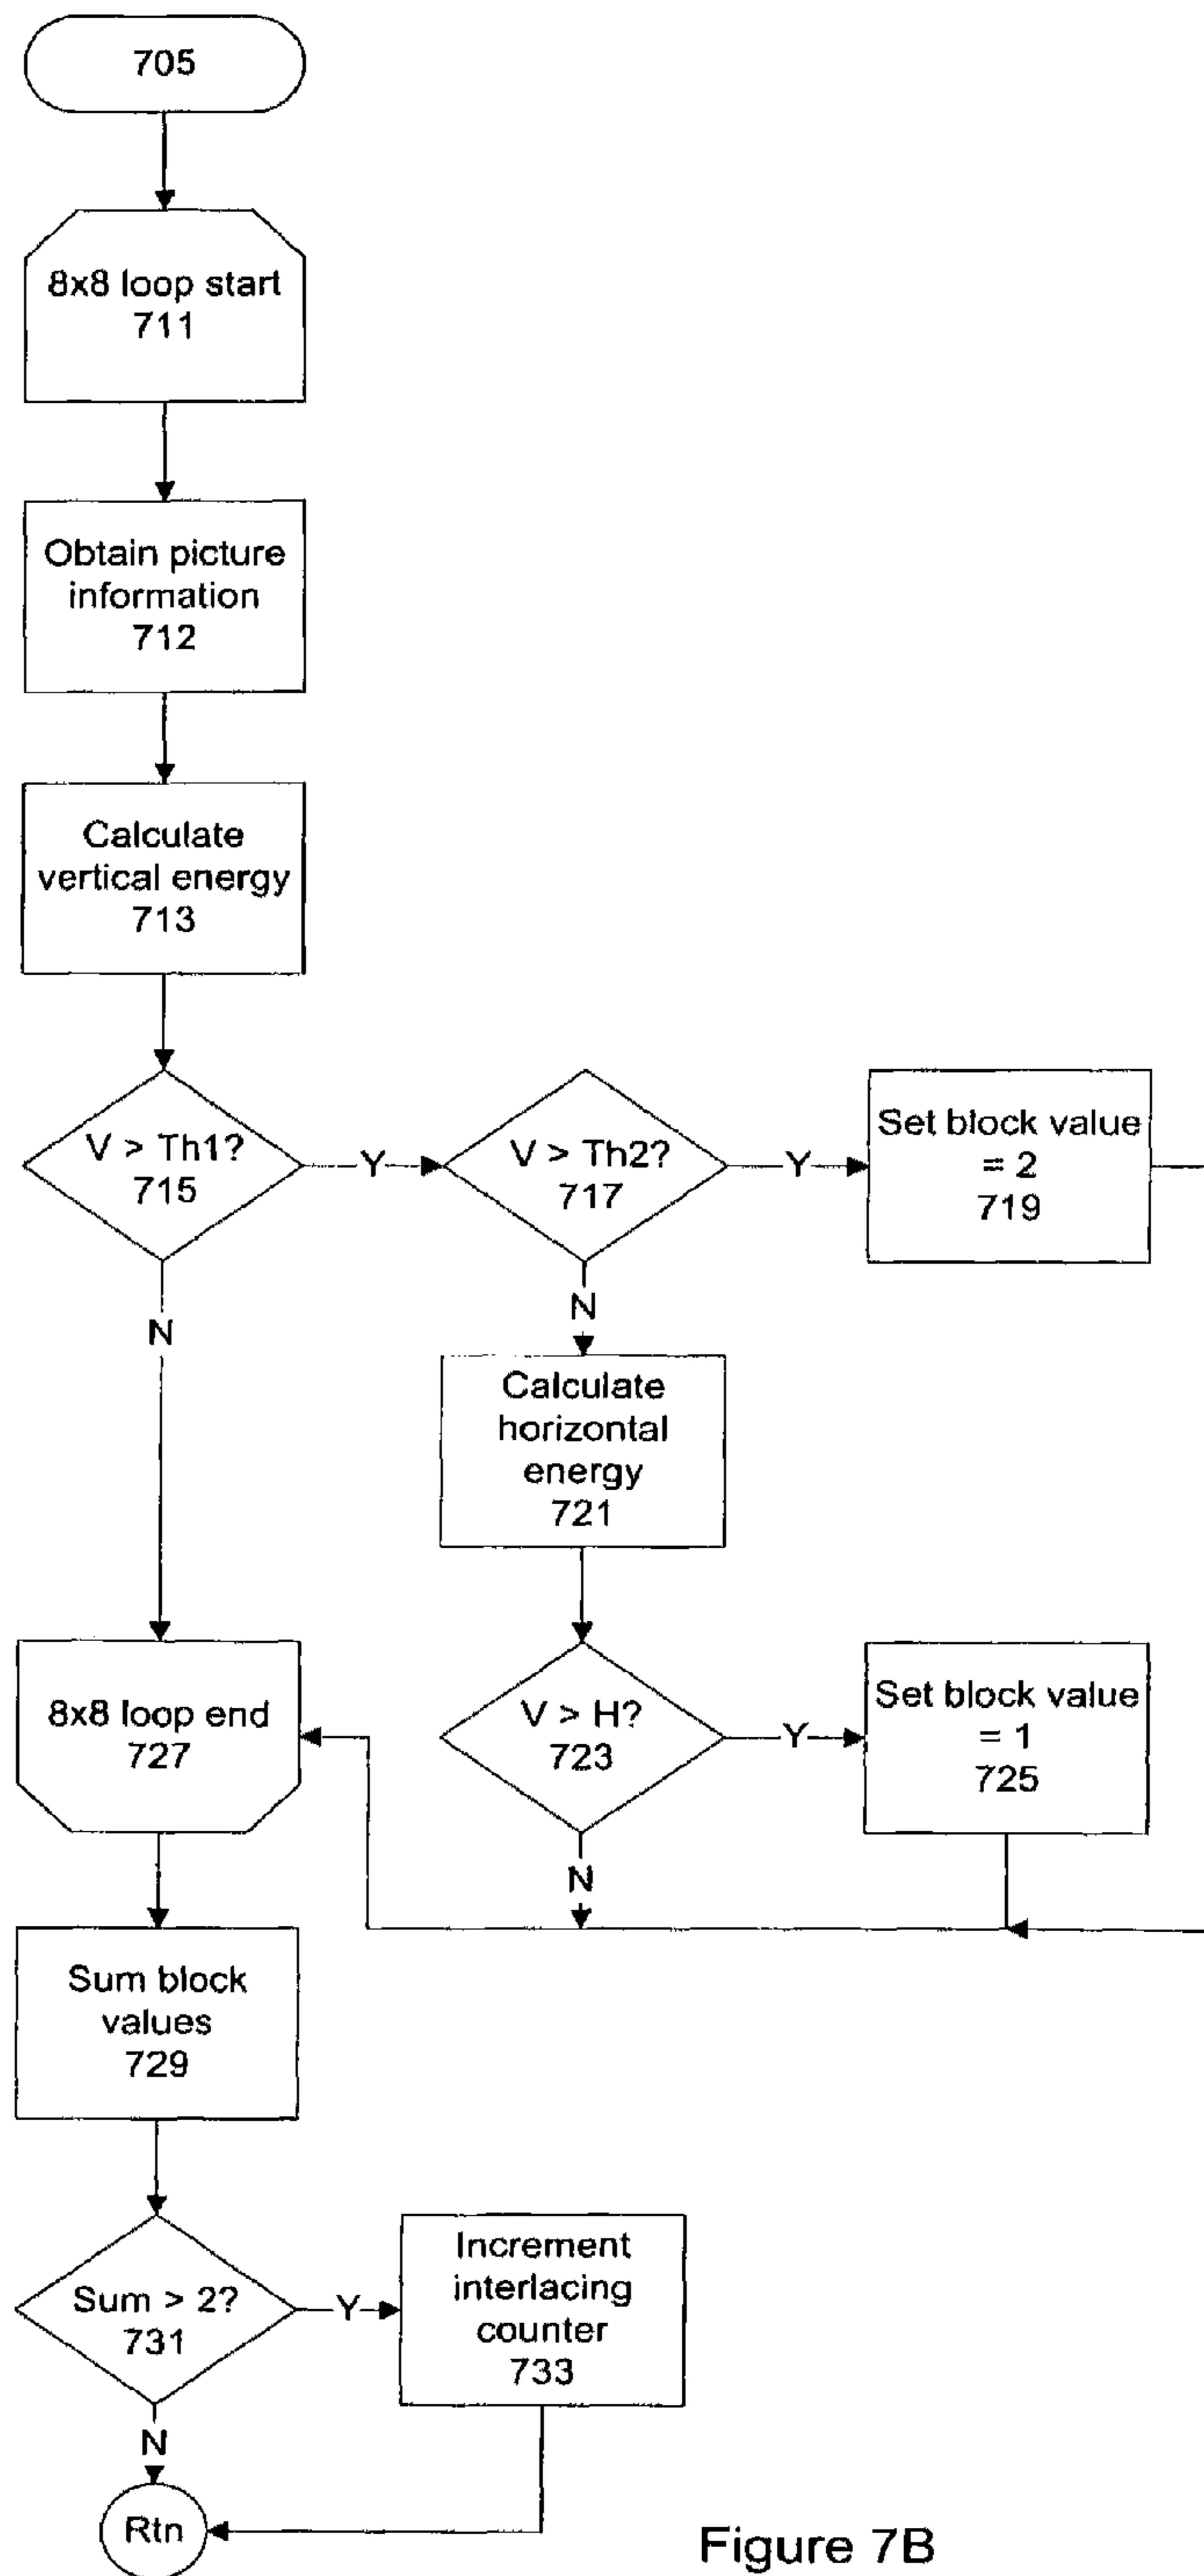 705
8x8 loop start
711
Obtain picture
information
712
Calculate
vertical energy
713
V > Th1?
715
Y
V > Th2?
717
Y
Set block value
= 2
719
N
N
Calculate
horizontal
energy
721
8x8 loop end
727
V > H?
723
Y
Set block value
= 1
725
N
Sum block
values
729
Sum > 2?
731
Y
Increment
interlacing
counter
733
N
Rtn
Figure 7B